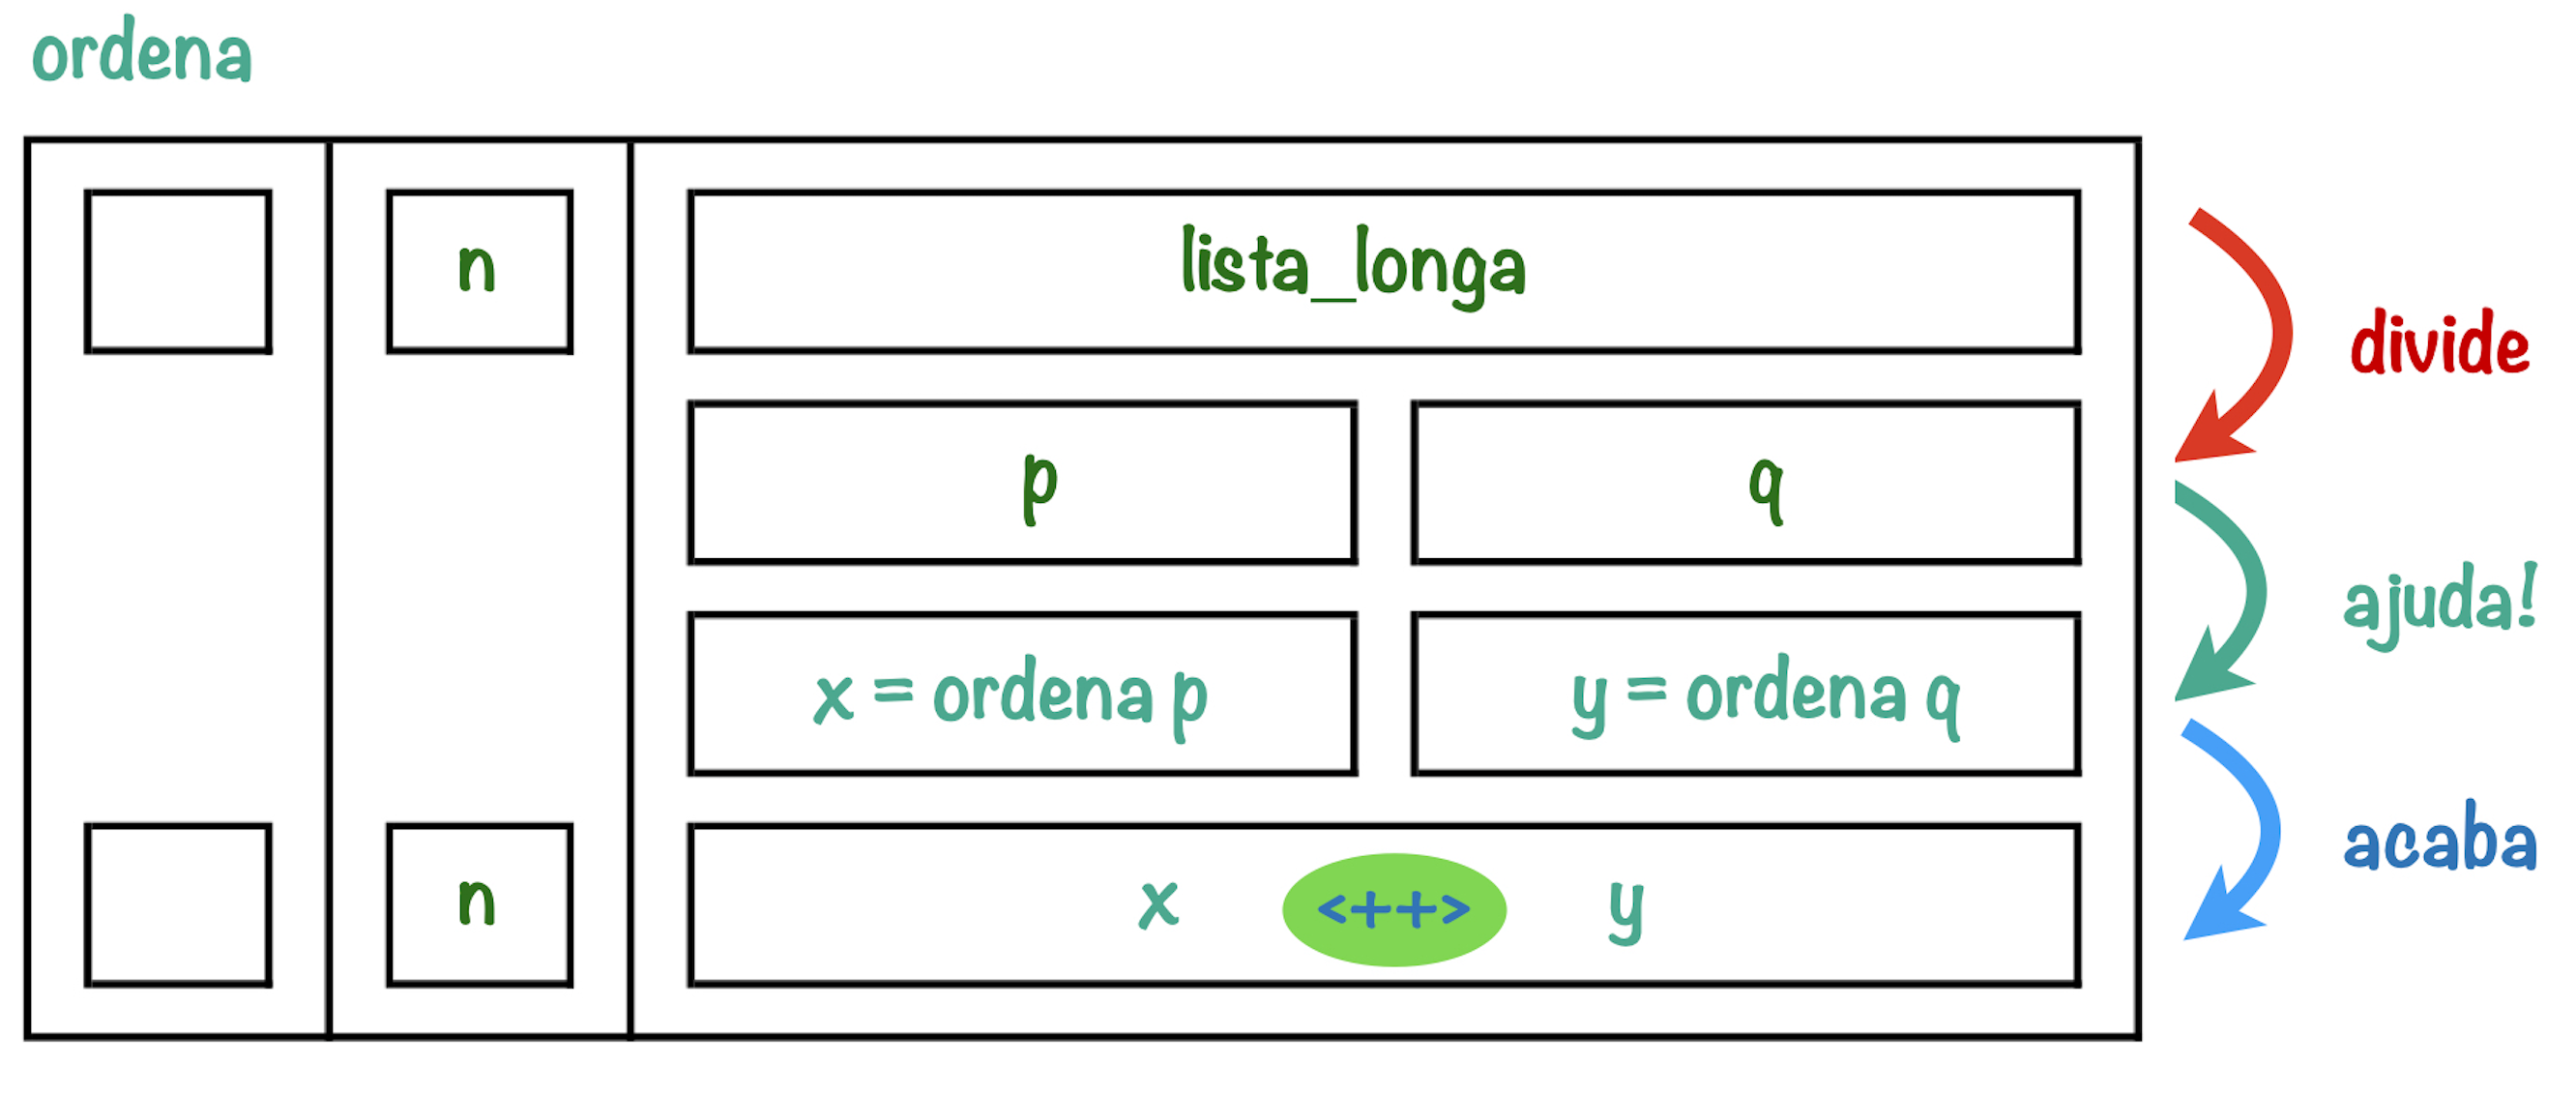 ordena
n lista_longa
divide
p q
ajuda!
x = ordena p y = ordena q
acaba
n x <++> y